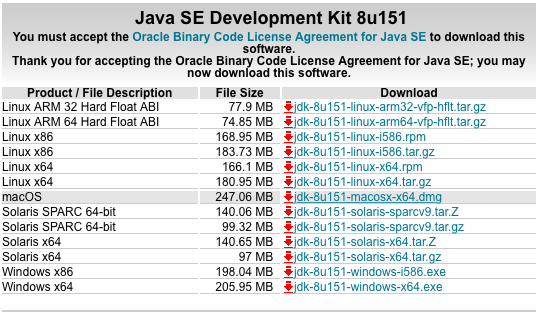 Java SE Development Kit 8u151
You must accept the Oracle Binary Code License Agreement for Java SE to download this
software.
Thank you for accepting the Oracle Binary Code License Agreement for Java SE; you may
now download this software.
Product / File Description File Size Download
Linux ARM 32 Hard Float ABI 77.9 MB jdk-8u151-linux-arm32-vfp-hflt.tar.gz
Linux ARM 64 Hard Float ABI 74.85 MB jdk-8u151-linux-arm64-vfp-hflt.tar.gz
Linux x86 168.95 MB jdk-8u151-linux-i586.rpm
Linux x86 183.73 MB jdk-8u151-linux-i586.tar.gz
Linux x64 166.1 MB jdk-8u151-linux-x64.rpm
Linux x64 180.95 MB jdk-8u151-linux-x64.tar.gz
macOS 247.06 MB jdk-8u151-macosx-x64.dmg
Solaris SPARC 64-bit 140.06 MB jdk-8u151-solaris-sparcv9.tar.Z
Solaris SPARC 64-bit 99.32 MB jdk-8u151-solaris-sparcv9.tar.gz
Solaris x64 140.65 MB jdk-8u151-solaris-x64.tar.Z
Solaris x64 97 MB jdk-8u151-solaris-x64.tar.gz
Windows x86 198.04 MB jdk-8u151-windows-i586.exe
Windows x64 205.95 MB jdk-8u151-windows-x64.exe